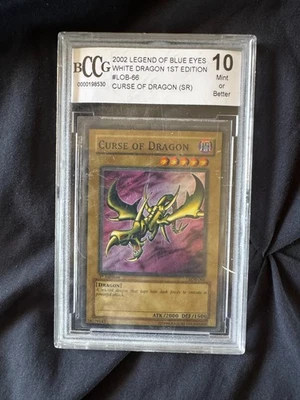 BCCG
0000198530
2002 LEGEND OF BLUE EYES
WHITE DRAGON 1ST EDITION
#LOB-66
CURSE OF DRAGON (SR)
10
Mint
or
Better
CURSE OF DRAGON
[DRAGON]
ATK/2000 DEF/1500